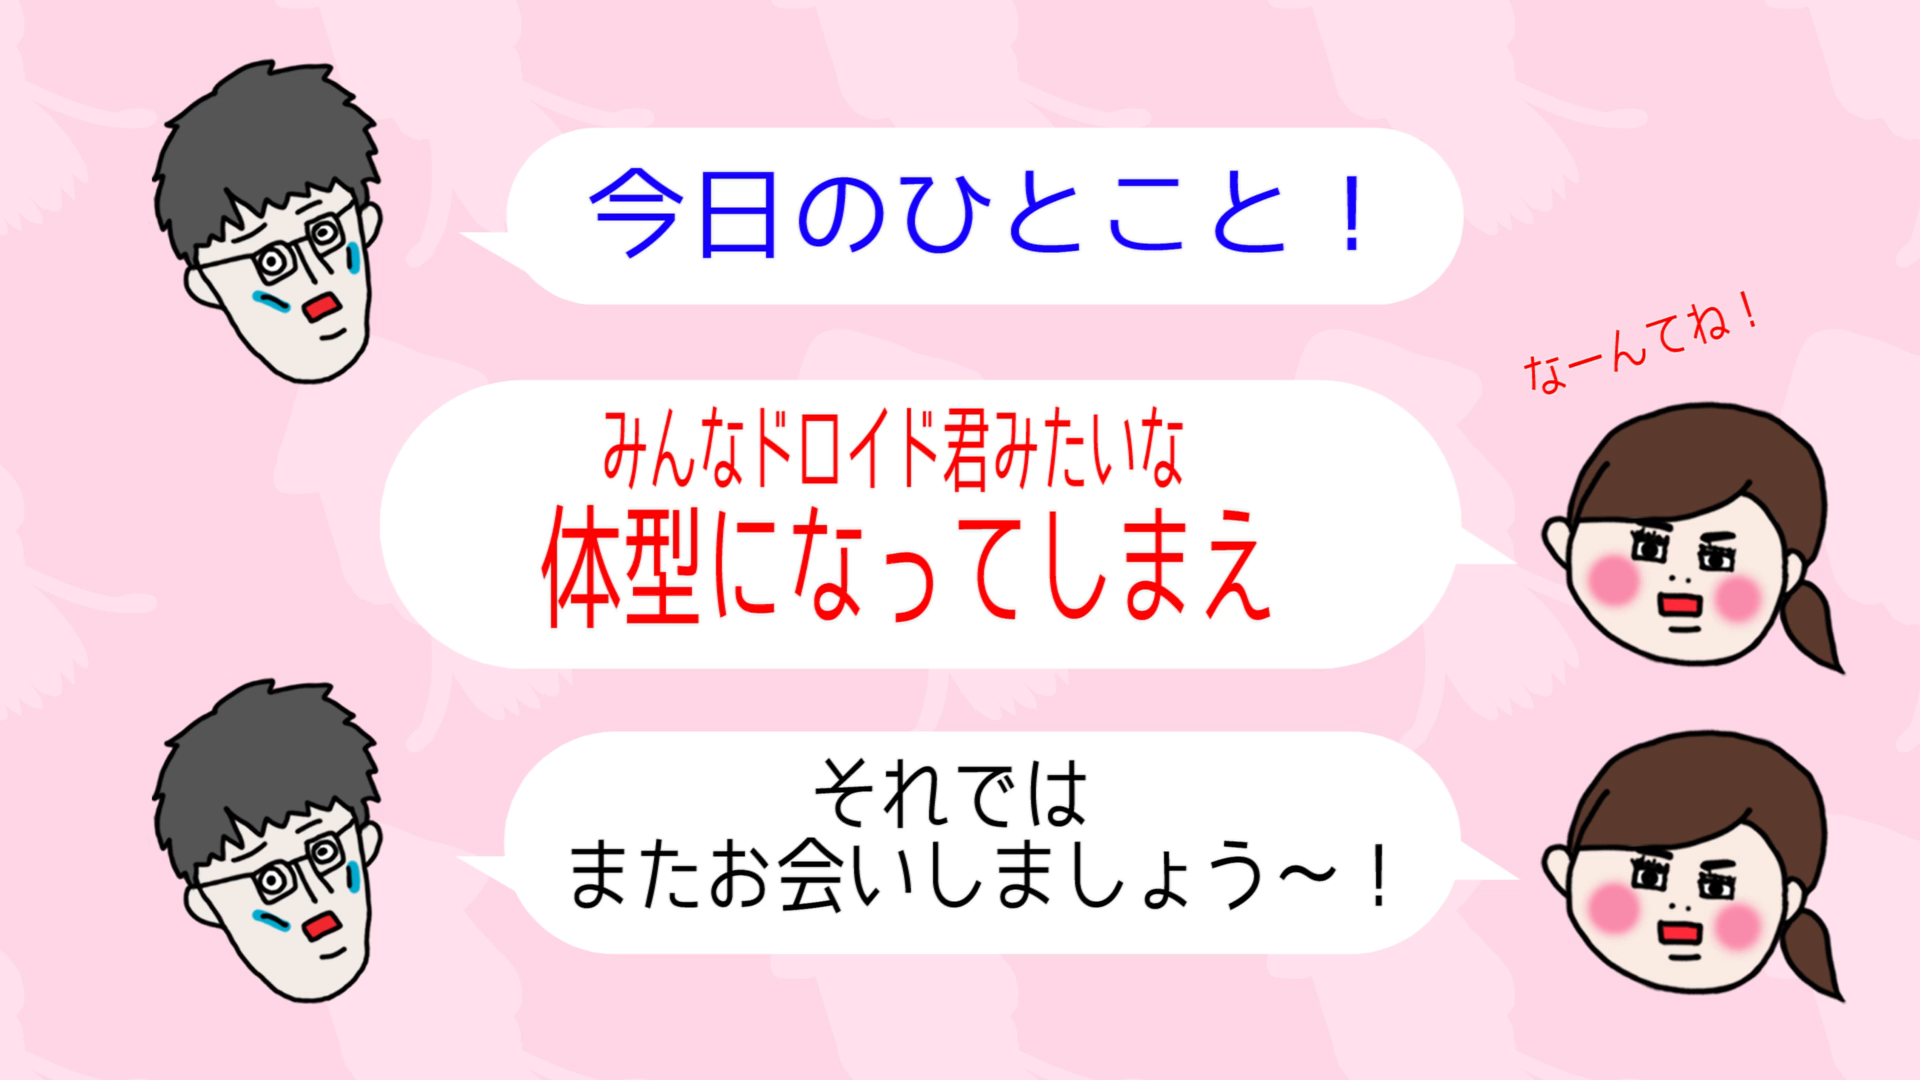 今日のひとこと！
なーんてね！
みんなドロイド君みたいな
体型になってしまえ
それでは
またお会いしましょう〜！